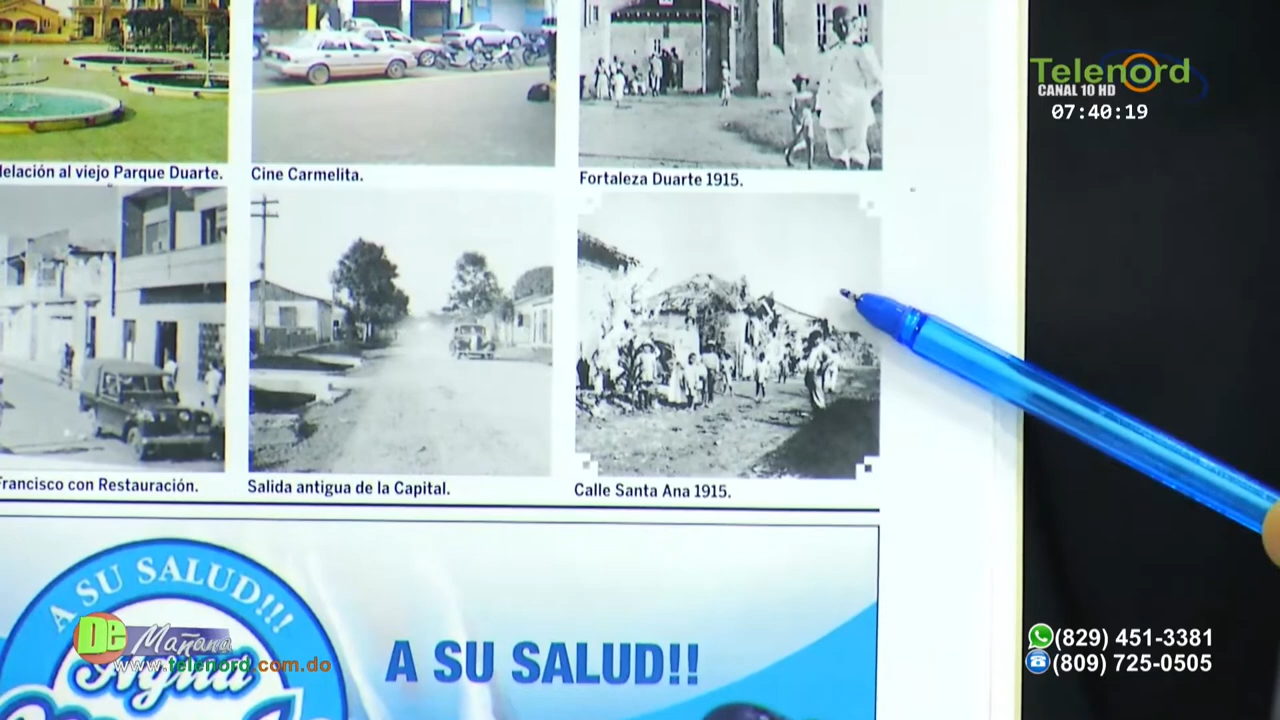 Telenord
CANAL 10 HD
07:40:19
elación al viejo Parque Duarte.
Cine Carmelita.
Fortaleza Duarte 1915.
Francisco con Restauración.
Salida antigua de la Capital.
Calle Santa Ana 1915.
A SU SALUD!!!
Agua
A SU SALUD!!
De Mañana
www.telenord.com.do
(829) 451-3381
(809) 725-0505